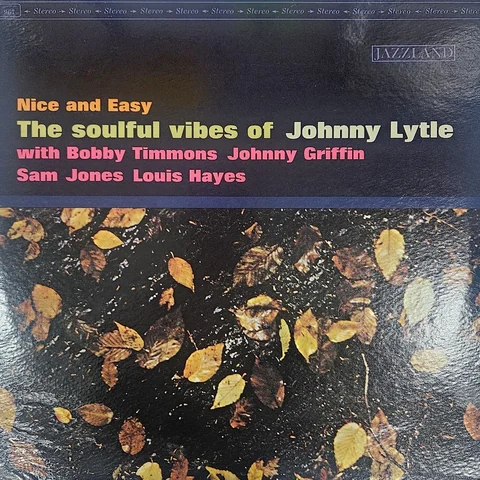 Stereo Stereo Stereo Stereo Stereo Stereo Stereo Stereo Stereo Stereo Stereo
JAZZLAND
Nice and Easy
The soulful vibes of Johnny Lytle
with Bobby Timmons Johnny Griffin
Sam Jones Louis Hayes